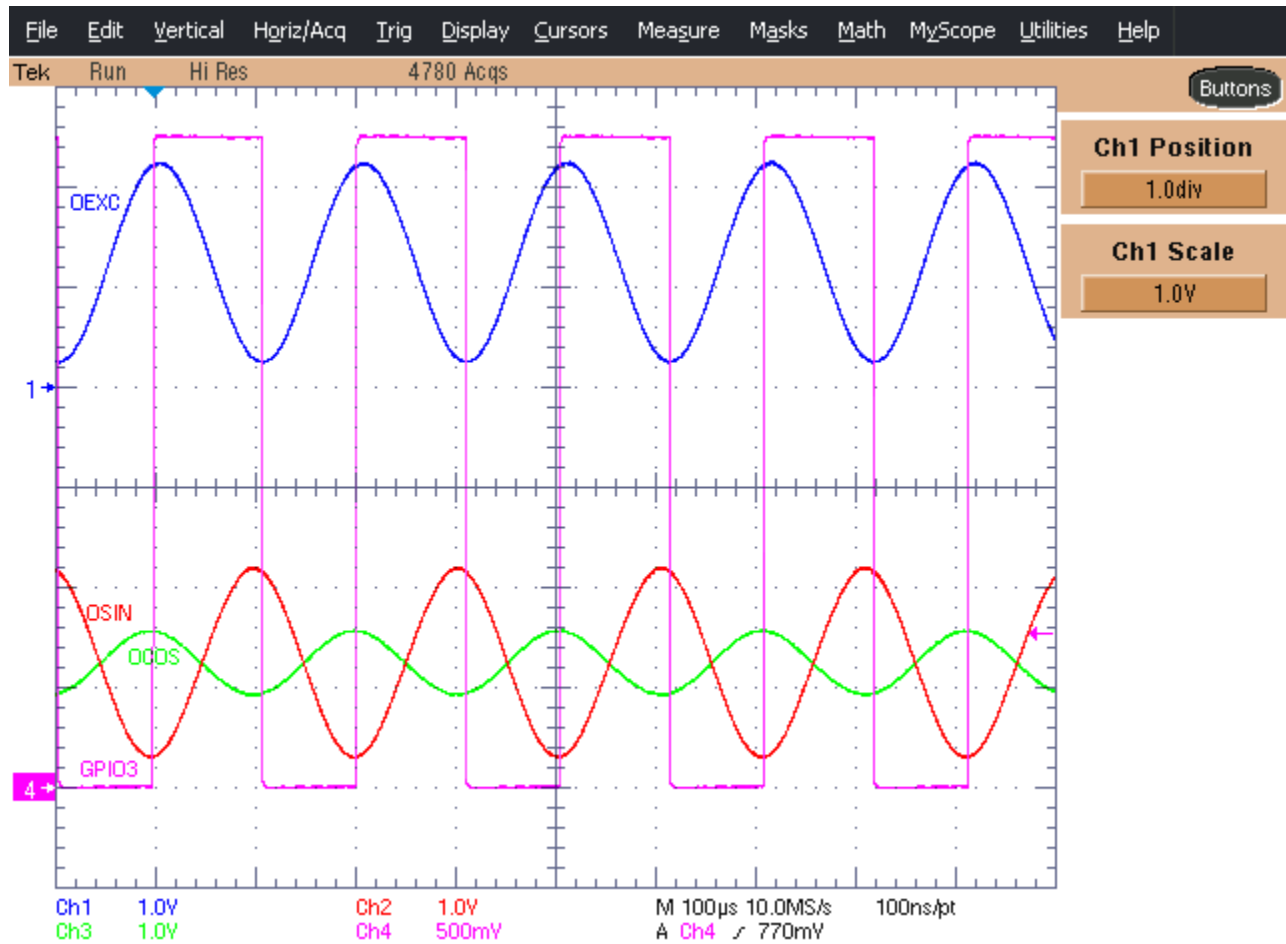 File Edit Vertical Horiz/Acq Trig Display Cursors Measure Masks Math MyScope Utilities Help
Tek Run Hi Res 4780 Acqs
Buttons
Ch1 Position
1.0div
Ch1 Scale
1.0V
OEXC
1
OSIN
OCOS
GPIO3
4
Ch1 1.0V Ch2 1.0V M 100µs 10.0MS/s 100ns/pt
Ch3 1.0V Ch4 500mV A Ch4 / 770mV